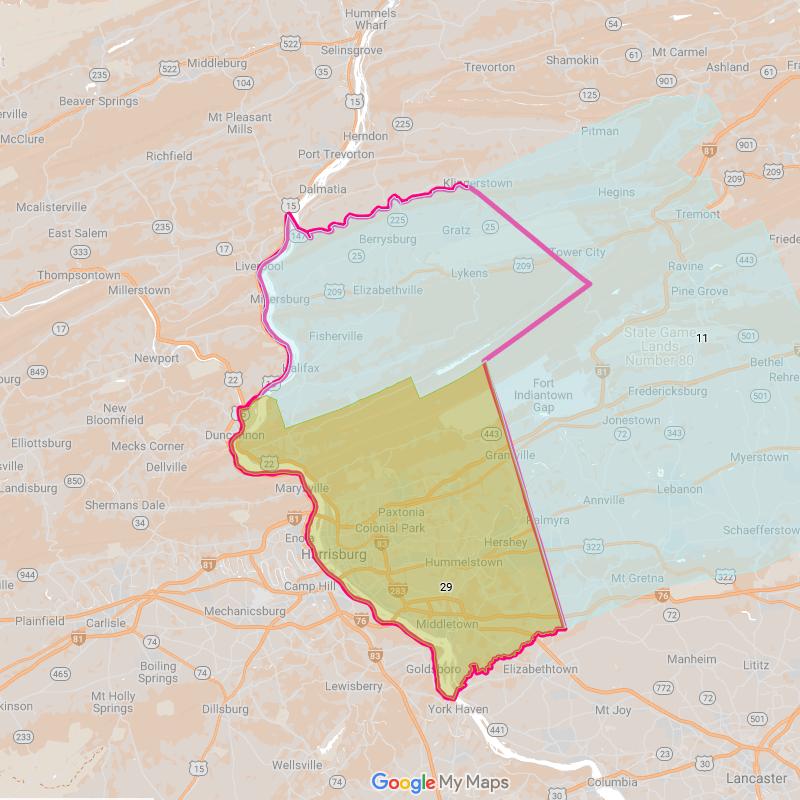 Hummels
Wharf
54
522
Selinsgrove
Mt Carmel
Shamokin
61
Ashland
Middleburg
522
35
Trevorton
235
104
125
61
Beaver Springs
15
Mt Pleasant
Mills
225
Pitman
McClure
Herndon
901
81
Port Trevorton
Richfield
209
209
Klingerstown
Dalmatia
Hegins
Mcalisterville
15
Tremont
235
225
Gratz
25
East Salem
147
Berrysburg
17
333
25
Tower City
Liverpool
209
Ravine
443
Thompsontown
Lykens
Millerstown
209
Elizabethville
Pine Grove
Millersburg
17
Fisherville
State Game
Lands
Number 80
11
501
Newport
Bethel
849
Halifax
81
22
Fort
Indiantown
Gap
Fredericksburg
501
New
Bloomfield
Jonestown
Duncannon
443
72
343
Elliottsburg
Mecks Corner
Grantville
Myerstown
22
Dellville
Landisburg
850
Marysville
Lebanon
Shermans Dale
Annville
Paxtonia
Palmyra
34
81
Colonial Park
Schaefferstown
Enola
83
Hershey
322
Harrisburg
81
Hummelstown
944
Mt Gretna
322
Camp Hill
29
283
76
Mechanicsburg
Plainfield
76
Middletown
72
Carlisle
81
74
83
Manheim
Lititz
Boiling
Springs
Goldsboro
Elizabethtown
465
74
Lewisberry
772
72
Mt Holly
Springs
Dillsburg
York Haven
Mt Joy
501
233
441
23
30
Wellsville
15
Lancaster
74
Google My Maps
Columbia
30